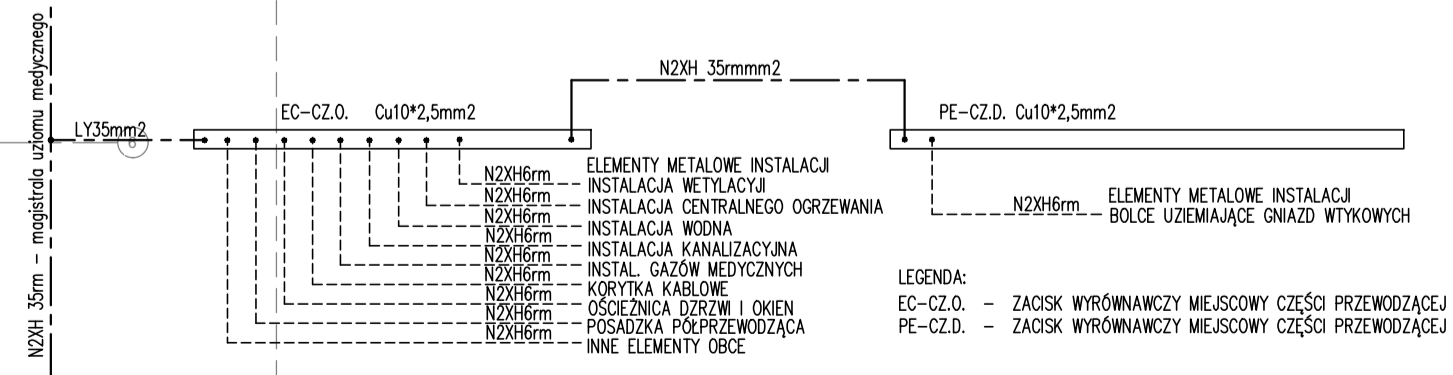 N2XH 35rm - magistrala uziomu medycznego
LY35mm2
6
EC-CZ.O. Cu10*2,5mm2
N2XH 35rmmm2
PE-CZ.D. Cu10*2,5mm2
ELEMENTY METALOWE INSTALACJI
N2XH6rm INSTALACJA WETYLACYJI
N2XH6rm INSTALACJA CENTRALNEGO OGRZEWANIA
N2XH6rm INSTALACJA WODNA
N2XH6rm INSTALACJA KANALIZACYJNA
N2XH6rm INSTAL. GAZÓW MEDYCZNYCH
N2XH6rm KORYTKA KABLOWE
N2XH6rm OŚCIEŻNICA DZRZWI I OKIEN
N2XH6rm POSADZKA PÓŁPRZEWODZĄCA
N2XH6rm INNE ELEMENTY OBCE
ELEMENTY METALOWE INSTALACJI
N2XH6rm BOLCE UZIEMIAJĄCE GNIAZD WTYKOWYCH
LEGENDA:
EC-CZ.O. - ZACISK WYRÓWNAWCZY MIEJSCOWY CZĘŚCI PRZEWODZĄCEJ
PE-CZ.D. - ZACISK WYRÓWNAWCZY MIEJSCOWY CZĘŚCI PRZEWODZĄCEJ